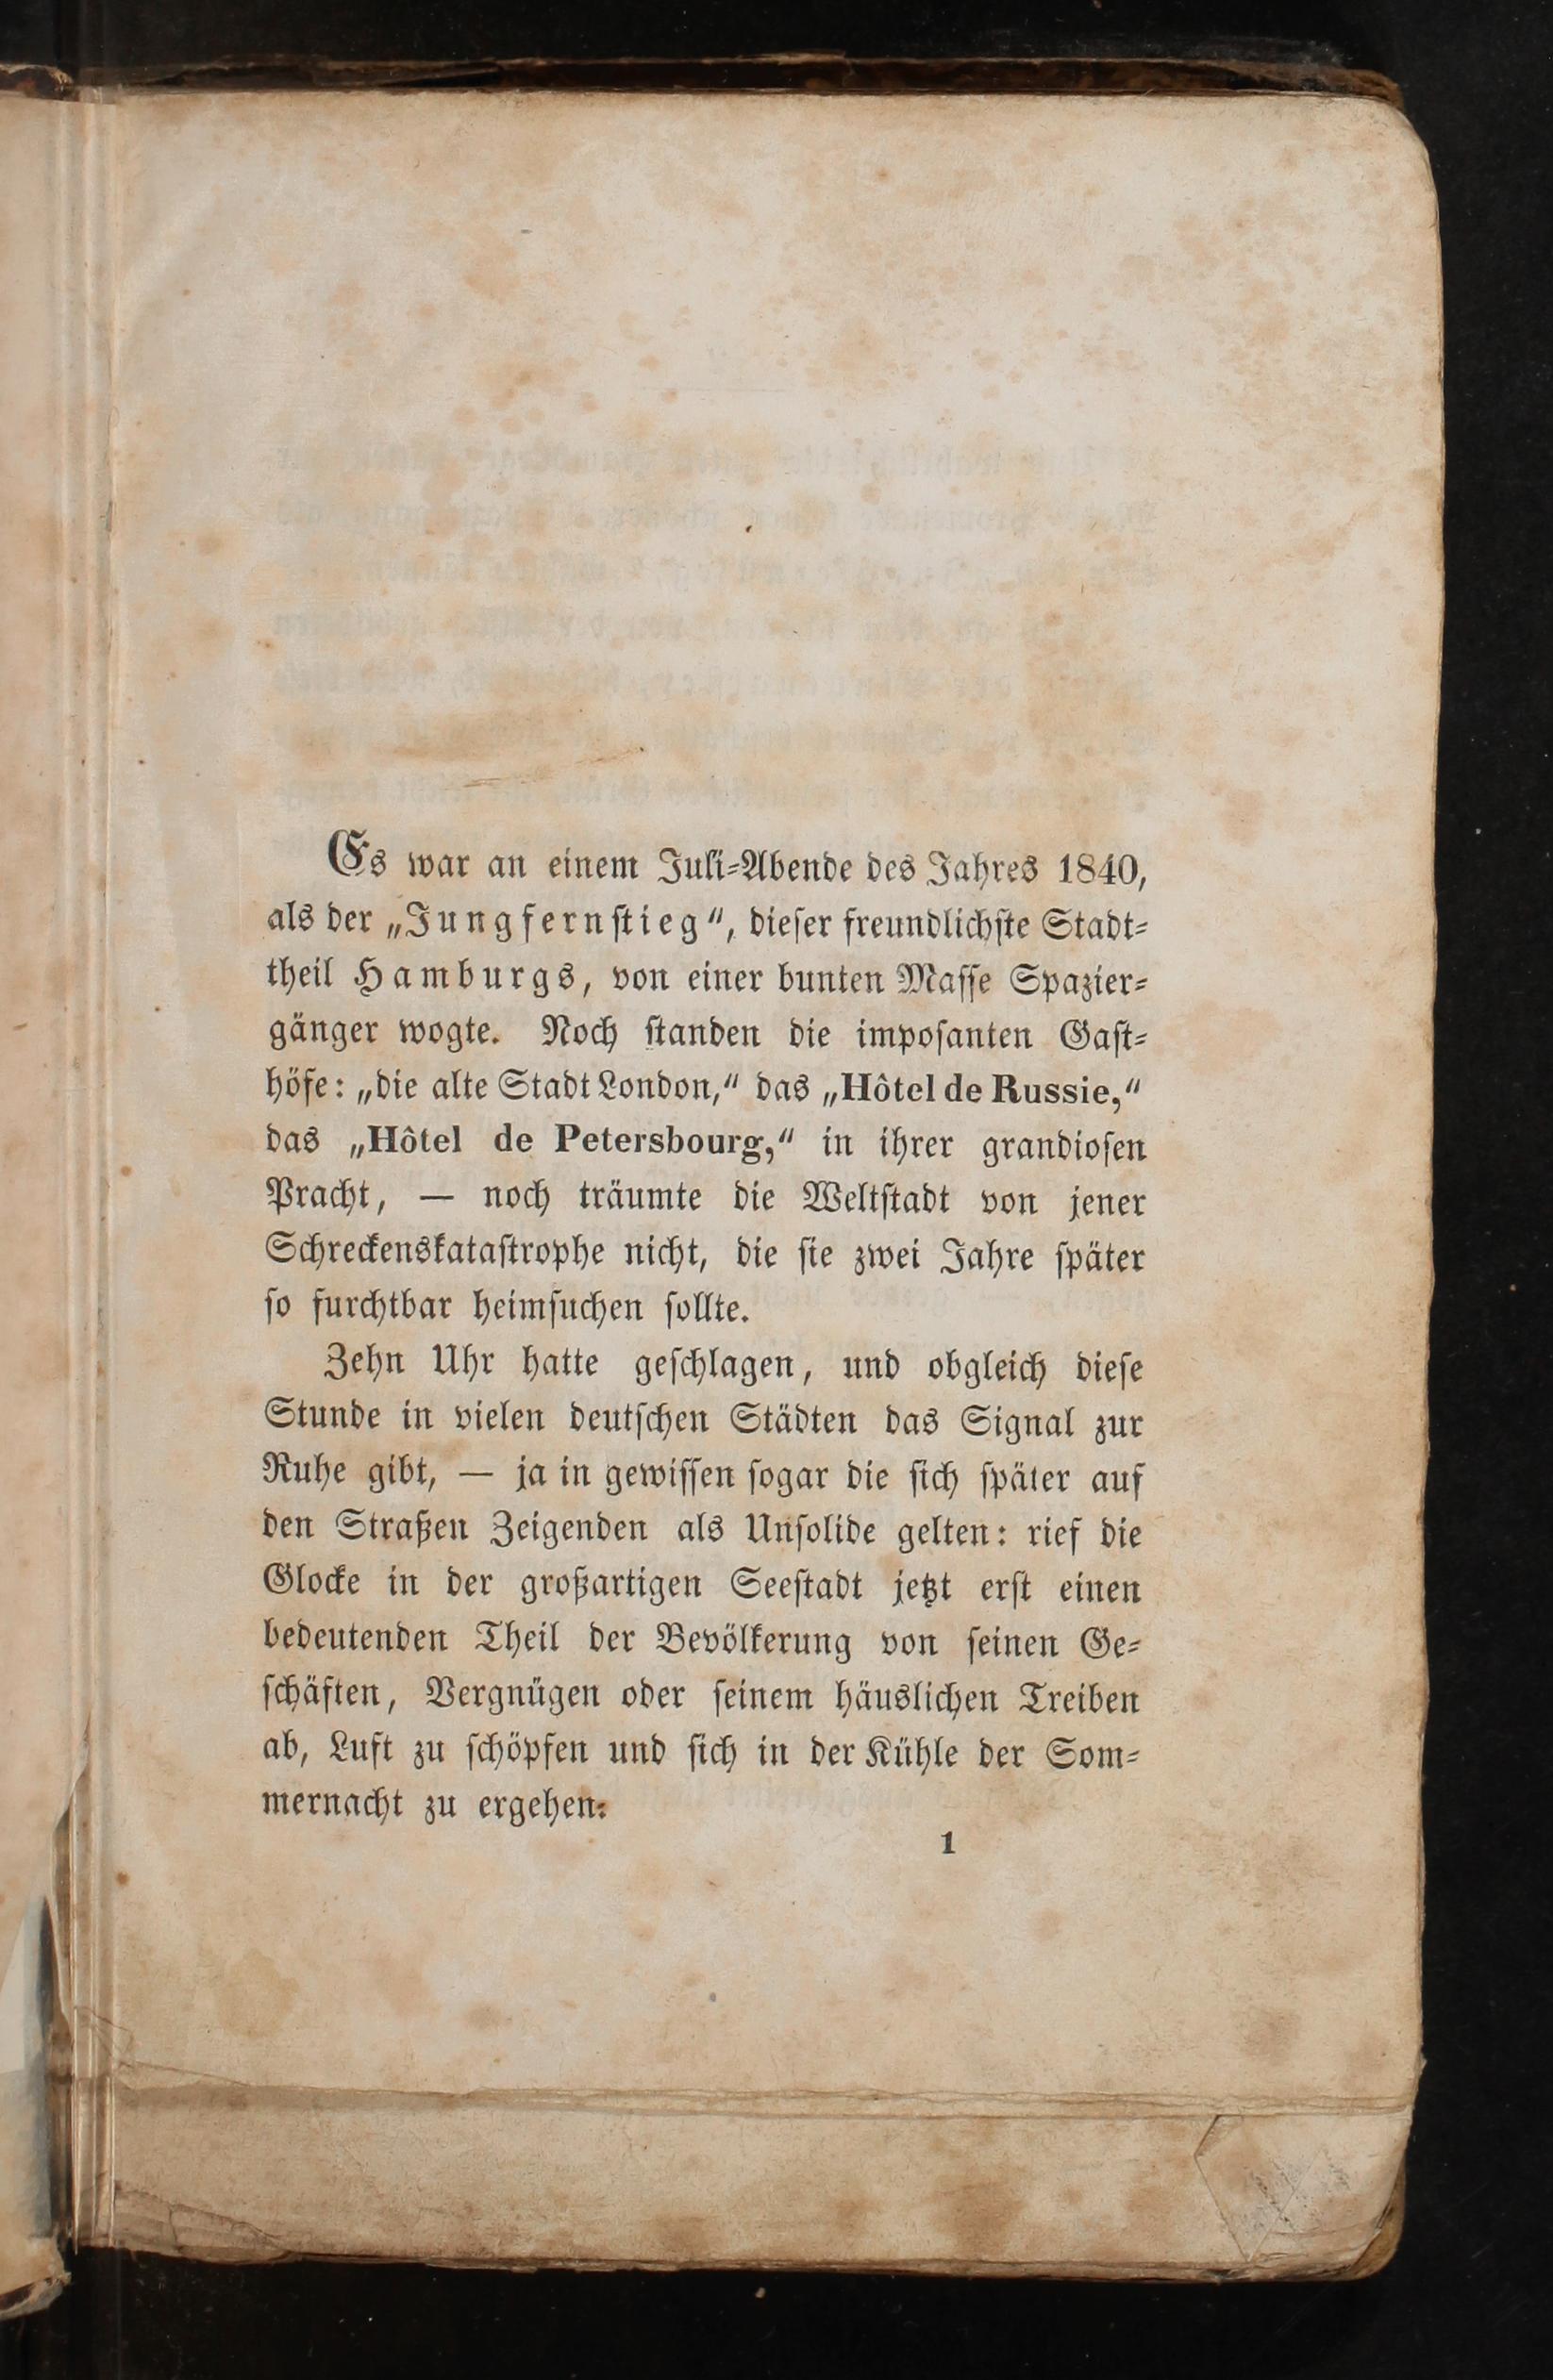 Es war an einem Juli-Abende des Jahres 1840,
als der „Jungfernstieg“, dieser freundlichste Stadt-
theil Hamburgs, von einer bunten Masse Spazier-
gänger wogte. Noch standen die imposanten Gast-
höfe: „die alte Stadt London,“ das „Hôtel de Russie,“
das „Hôtel de Petersbourg,“ in ihrer grandiosen
Pracht, — noch träumte die Weltstadt von jener
Schreckenskatastrophe nicht, die sie zwei Jahre später
so furchtbar heimsuchen sollte.
Zehn Uhr hatte geschlagen, und obgleich diese
Stunde in vielen deutschen Städten das Signal zur
Ruhe gibt, — ja in gewissen sogar die sich später auf
den Straßen Zeigenden als Unsolide gelten: rief die
Glocke in der großartigen Seestadt jetzt erst einen
bedeutenden Theil der Bevölkerung von seinen Ge-
schäften, Vergnügen oder seinem häuslichen Treiben
ab, Luft zu schöpfen und sich in der Kühle der Som-
mernacht zu ergehen.
1